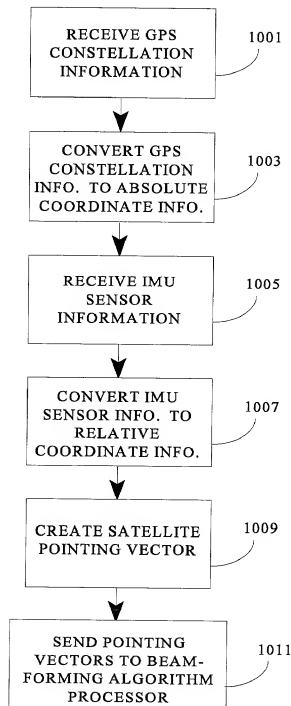 RECEIVE GPS
CONSTELLATION
INFORMATION
1001
CONVERT GPS
CONSTELLATION
INFO. TO ABSOLUTE
COORDINATE INFO.
1003
RECEIVE IMU
SENSOR
INFORMATION
1005
CONVERT IMU
SENSOR INFO. TO
RELATIVE
COORDINATE INFO.
1007
CREATE SATELLITE
POINTING VECTOR
1009
SEND POINTING
VECTORS TO BEAM-
FORMING ALGORITHM
PROCESSOR
1011